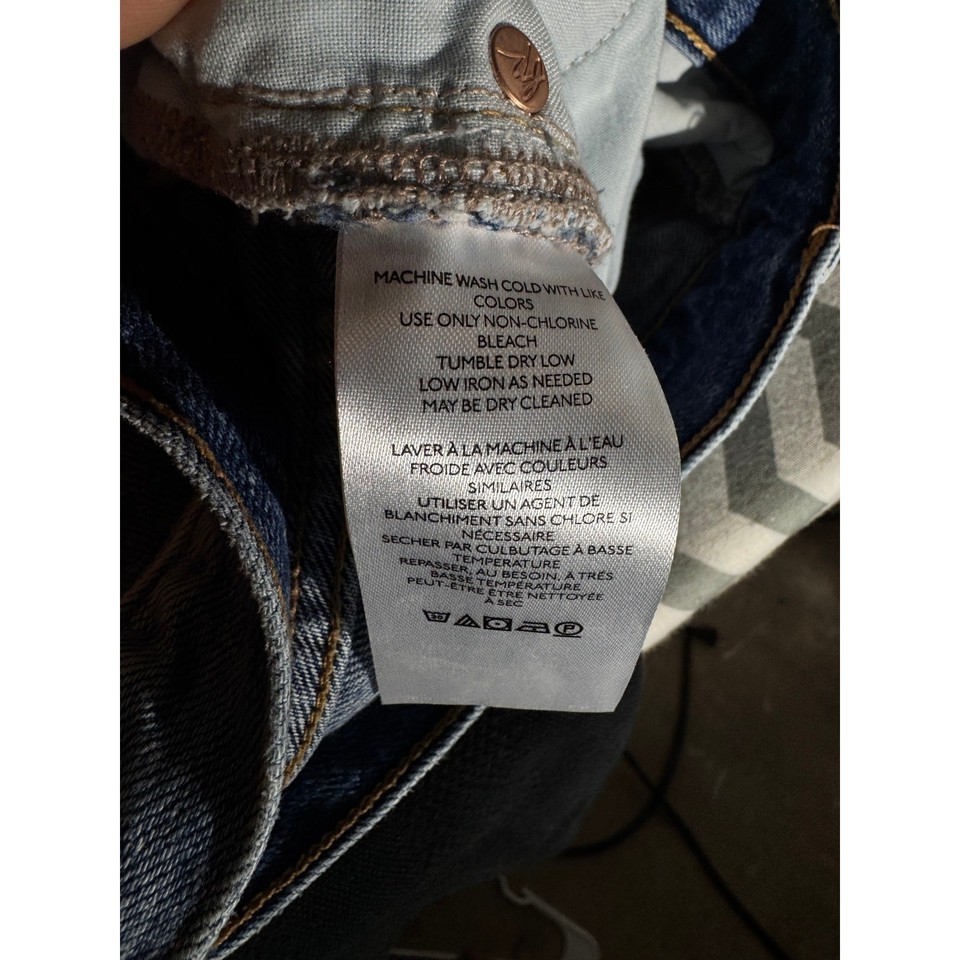 MACHINE WASH COLD WITH LIKE
COLORS
USE ONLY NON-CHLORINE
BLEACH
TUMBLE DRY LOW
LOW IRON AS NEEDED
MAY BE DRY CLEANED
LAVER À LA MACHINE À L'EAU
FROIDE AVEC COULEURS
SIMILAIRES
UTILISER UN AGENT DE
BLANCHIMENT SANS CHLORE SI
NÉCESSAIRE
SECHER PAR CULBUTAGE À BASSE
TEMPERATURE
REPASSER, AU BESOIN, À TRÉS
BASSE TEMPÉRATURE
PEUT-ÊTRE ÊTRE NETTOYÉE
À SEC
30 P